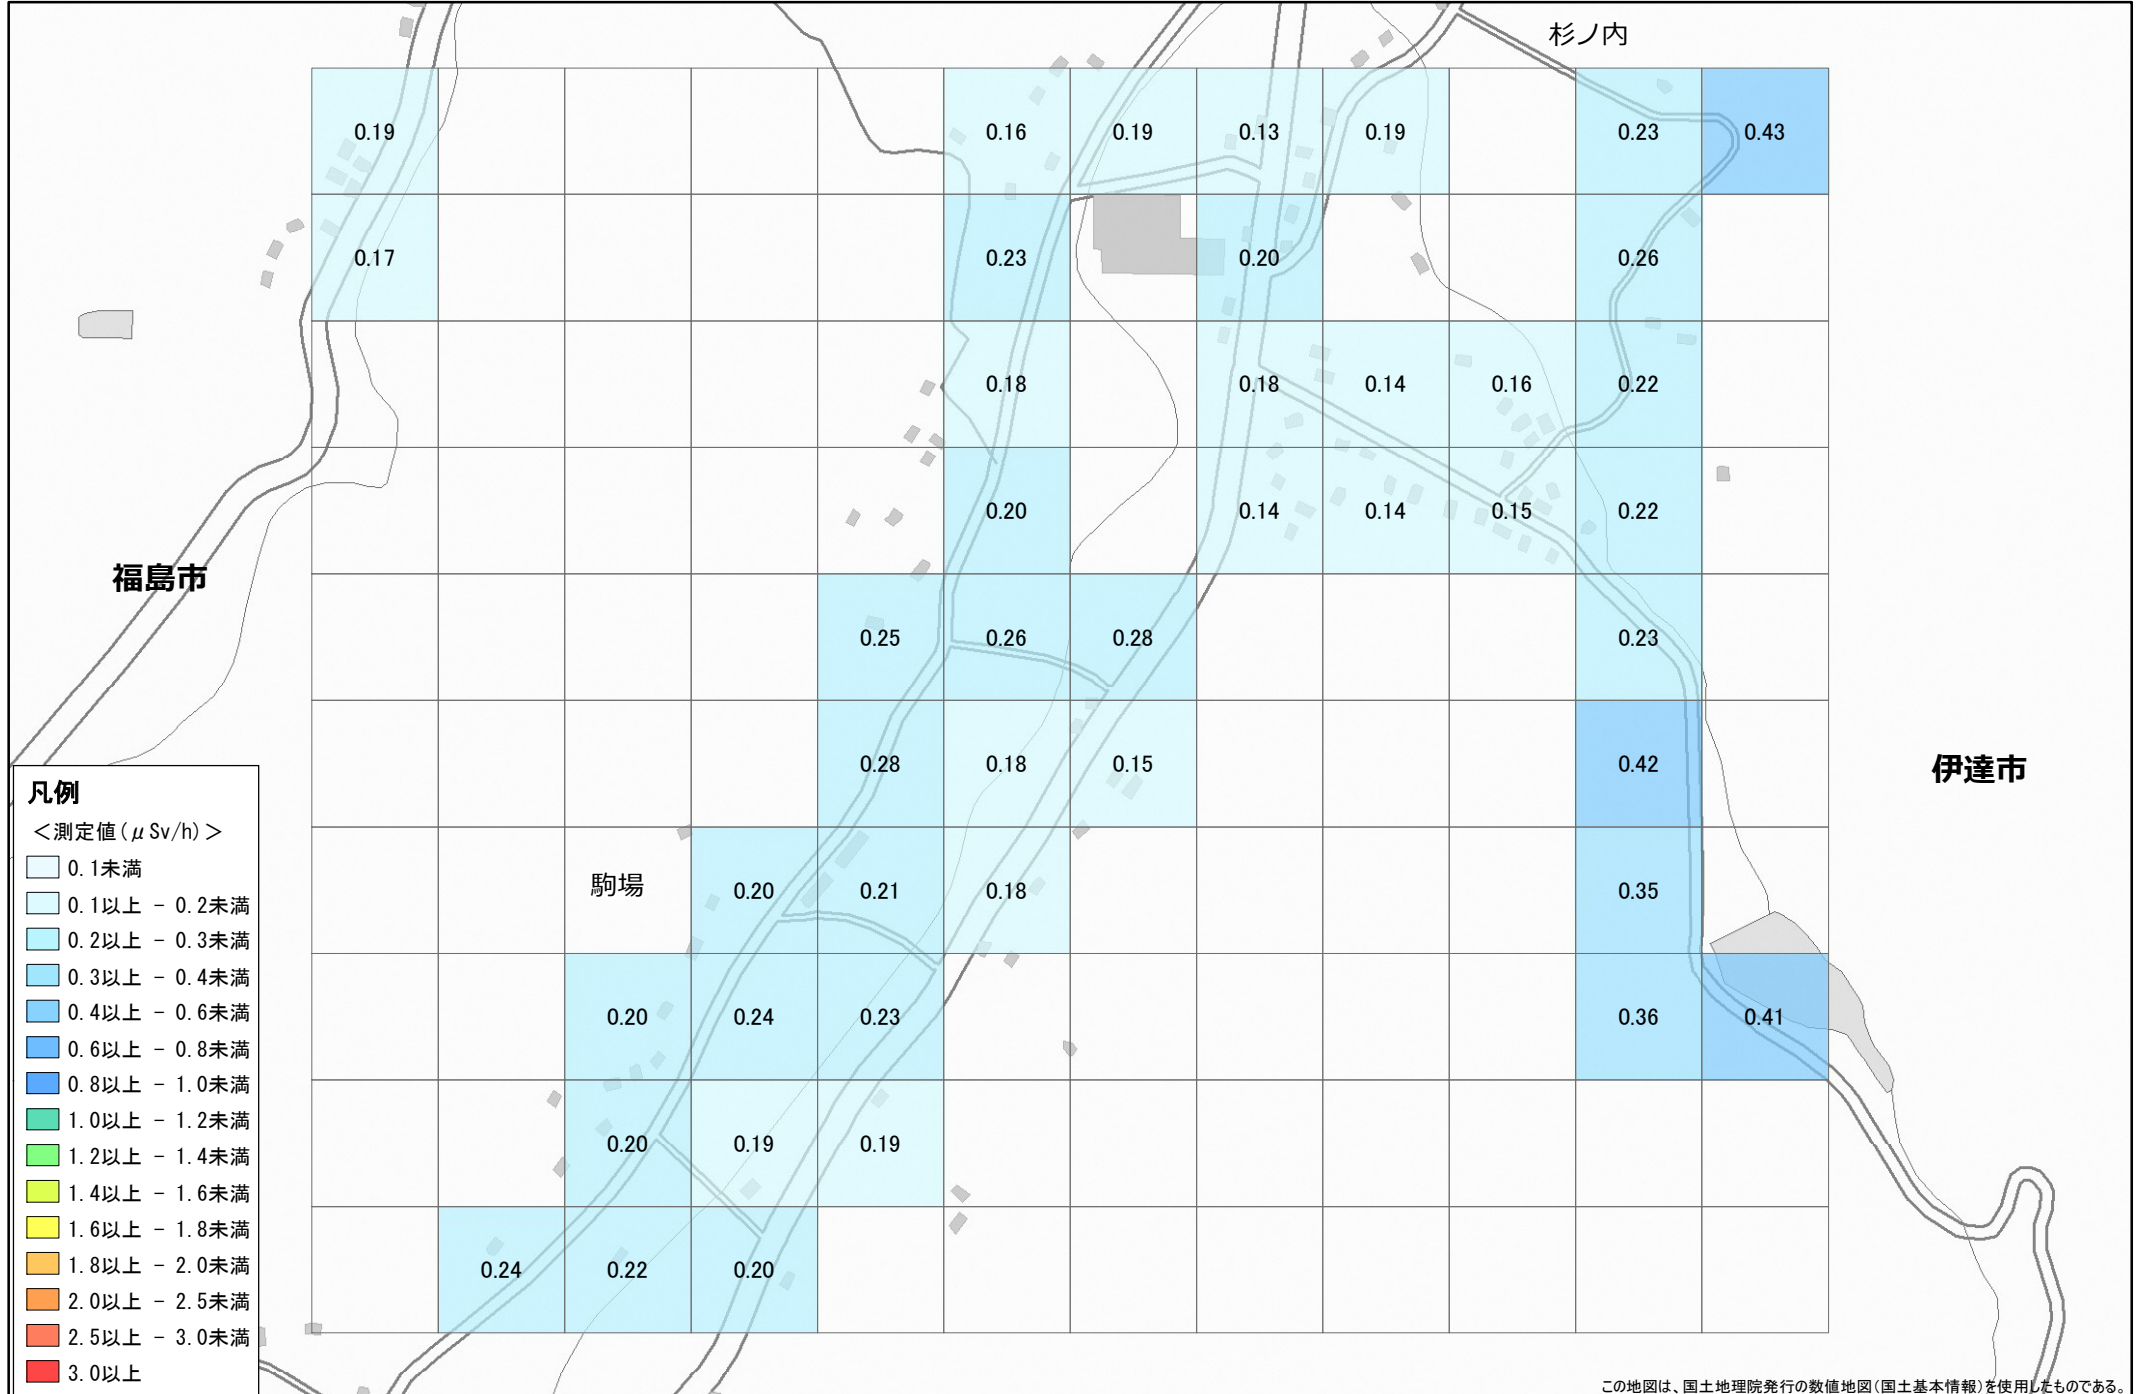 杉ノ内
0.19 0.16 0.19 0.13 0.19 0.23 0.43
0.17 0.23 0.20 0.26
0.18 0.18 0.14 0.16 0.22
0.20 0.14 0.14 0.15 0.22
福島市
0.25 0.26 0.28 0.23
0.28 0.18 0.15 0.42
伊達市
駒場
0.20 0.21 0.18 0.35
0.20 0.24 0.23 0.36 0.41
0.20 0.19 0.19
0.24 0.22 0.20
凡例
＜測定値(μSv/h)＞
0.1未満
0.1以上 - 0.2未満
0.2以上 - 0.3未満
0.3以上 - 0.4未満
0.4以上 - 0.6未満
0.6以上 - 0.8未満
0.8以上 - 1.0未満
1.0以上 - 1.2未満
1.2以上 - 1.4未満
1.4以上 - 1.6未満
1.6以上 - 1.8未満
1.8以上 - 2.0未満
2.0以上 - 2.5未満
2.5以上 - 3.0未満
3.0以上
この地図は、国土地理院発行の数値地図(国土基本情報)を使用したものである。